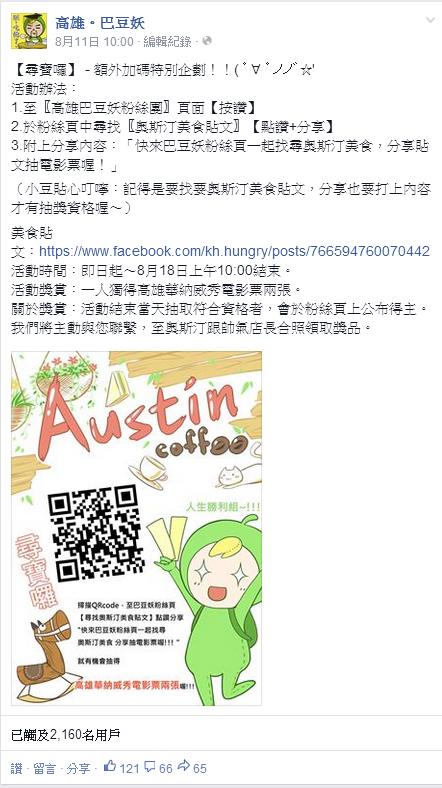 高雄。巴豆妖
8月11日 10:00 · 編輯紀錄 ·
【尋寶囉】 - 額外加碼特別企劃！！( ﾟ∀ ﾟノノﾞ☆'
活動辦法：
1.至〖高雄巴豆妖粉絲團〗頁面【按讚】
2.於粉絲頁中尋找〖奧斯汀美食貼文〗【點讚+分享】
3.附上分享內容：「快來巴豆妖粉絲頁一起找尋奧斯汀美食，分享貼
文抽電影票喔！」
（小豆貼心叮嚀：記得是要找要奧斯汀美食貼文，分享也要打上內容
才有抽獎資格喔～）
美食貼
文：https://www.facebook.com/kh.hungry/posts/766594760070442
活動時間：即日起～8月18日上午10:00結束。
活動獎賞：一人獨得高雄華納威秀電影票兩張。
關於獎賞：活動結束當天抽取符合資格者，會於粉絲頁上公布得主。
我們將主動與您聯繫，至奧斯汀跟帥氣店長合照領取獎品。
Austin
coffee
人生勝利組~!!!
尋寶囉
掃描QRcode，至巴豆妖粉絲頁
【尋找奧斯汀美食貼文】點讚分享
"快來巴豆妖粉絲頁一起找尋
奧斯汀美食 分享抽電影票喔!!! "
就有機會抽得
高雄華納威秀電影票兩張喔!!!
已觸及2,160名用戶
讚 · 留言 · 分享 · 121 66 65